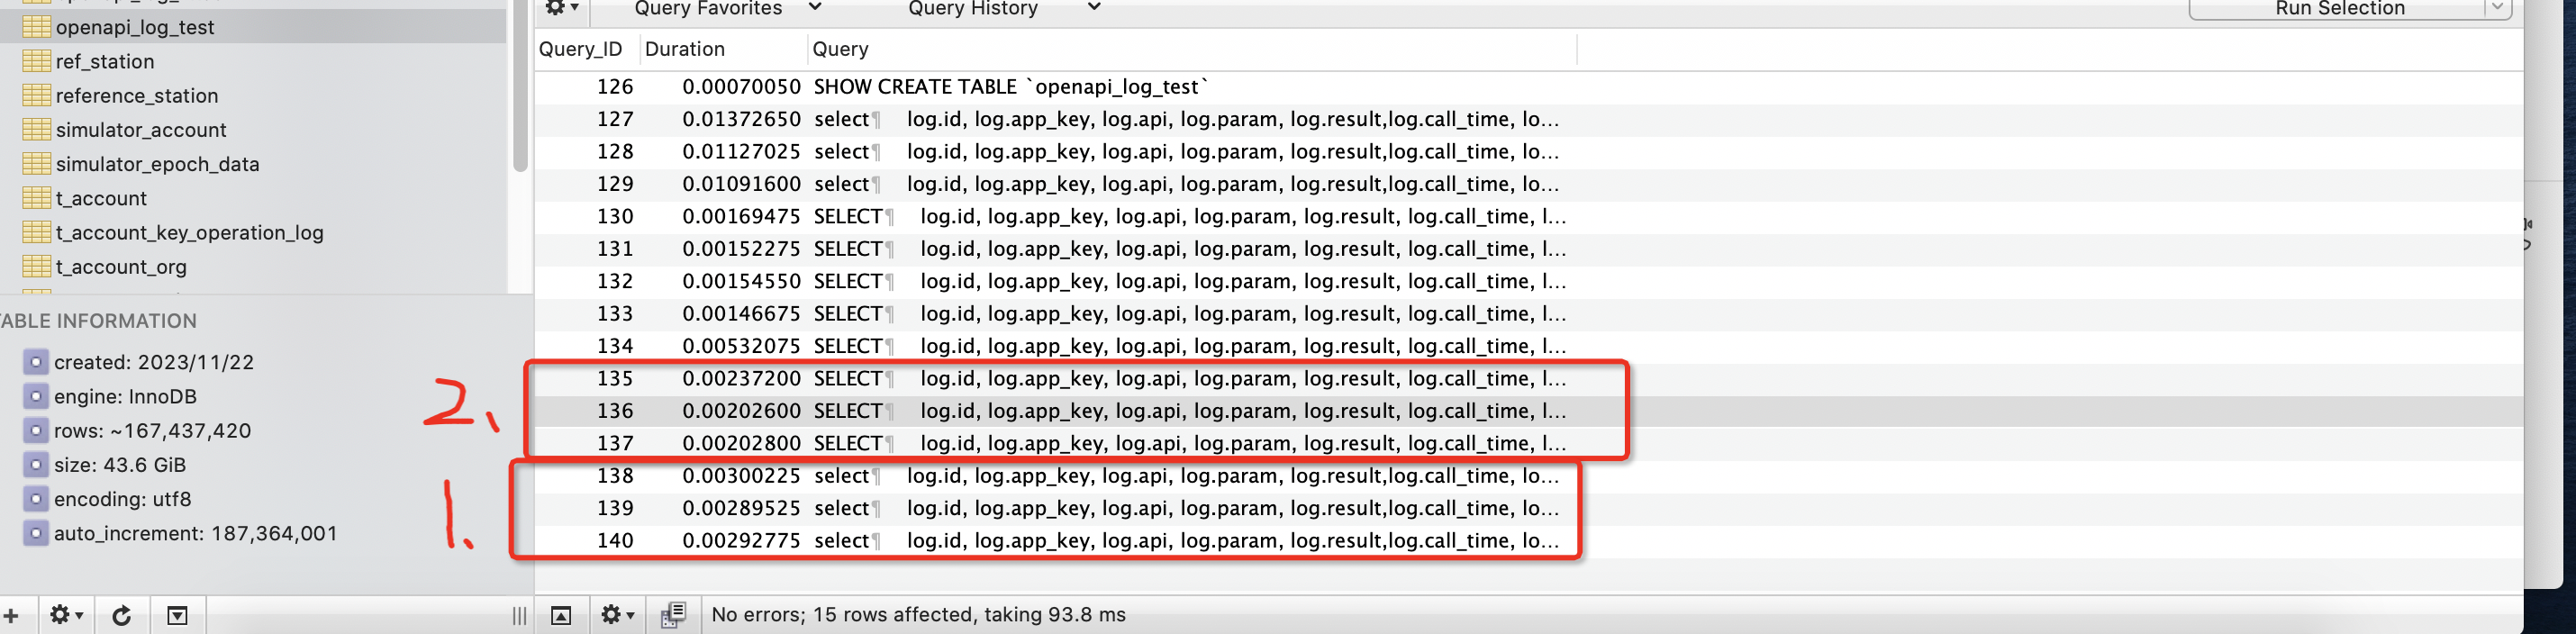 openapi_log_test
ref_station
reference_station
simulator_account
simulator_epoch_data
t_account
t_account_key_operation_log
t_account_org
TABLE INFORMATION
created: 2023/11/22
engine: InnoDB
rows: ~167,437,420
size: 43.6 GiB
encoding: utf8
auto_increment: 187,364,001
Query Favorites Query History Run Selection
Query_ID Duration Query
126 0.00070050 SHOW CREATE TABLE `openapi_log_test`
127 0.01372650 select¶ log.id, log.app_key, log.api, log.param, log.result,log.call_time, lo...
128 0.01127025 select¶ log.id, log.app_key, log.api, log.param, log.result,log.call_time, lo...
129 0.01091600 select¶ log.id, log.app_key, log.api, log.param, log.result,log.call_time, lo...
130 0.00169475 SELECT¶ log.id, log.app_key, log.api, log.param, log.result, log.call_time, l...
131 0.00152275 SELECT¶ log.id, log.app_key, log.api, log.param, log.result, log.call_time, l...
132 0.00154550 SELECT¶ log.id, log.app_key, log.api, log.param, log.result, log.call_time, l...
133 0.00146675 SELECT¶ log.id, log.app_key, log.api, log.param, log.result, log.call_time, l...
134 0.00532075 SELECT¶ log.id, log.app_key, log.api, log.param, log.result, log.call_time, l...
2、
135 0.00237200 SELECT¶ log.id, log.app_key, log.api, log.param, log.result, log.call_time, l...
136 0.00202600 SELECT¶ log.id, log.app_key, log.api, log.param, log.result, log.call_time, l...
137 0.00202800 SELECT¶ log.id, log.app_key, log.api, log.param, log.result, log.call_time, l...
1、
138 0.00300225 select¶ log.id, log.app_key, log.api, log.param, log.result,log.call_time, lo...
139 0.00289525 select¶ log.id, log.app_key, log.api, log.param, log.result,log.call_time, lo...
140 0.00292775 select¶ log.id, log.app_key, log.api, log.param, log.result,log.call_time, lo...
No errors; 15 rows affected, taking 93.8 ms